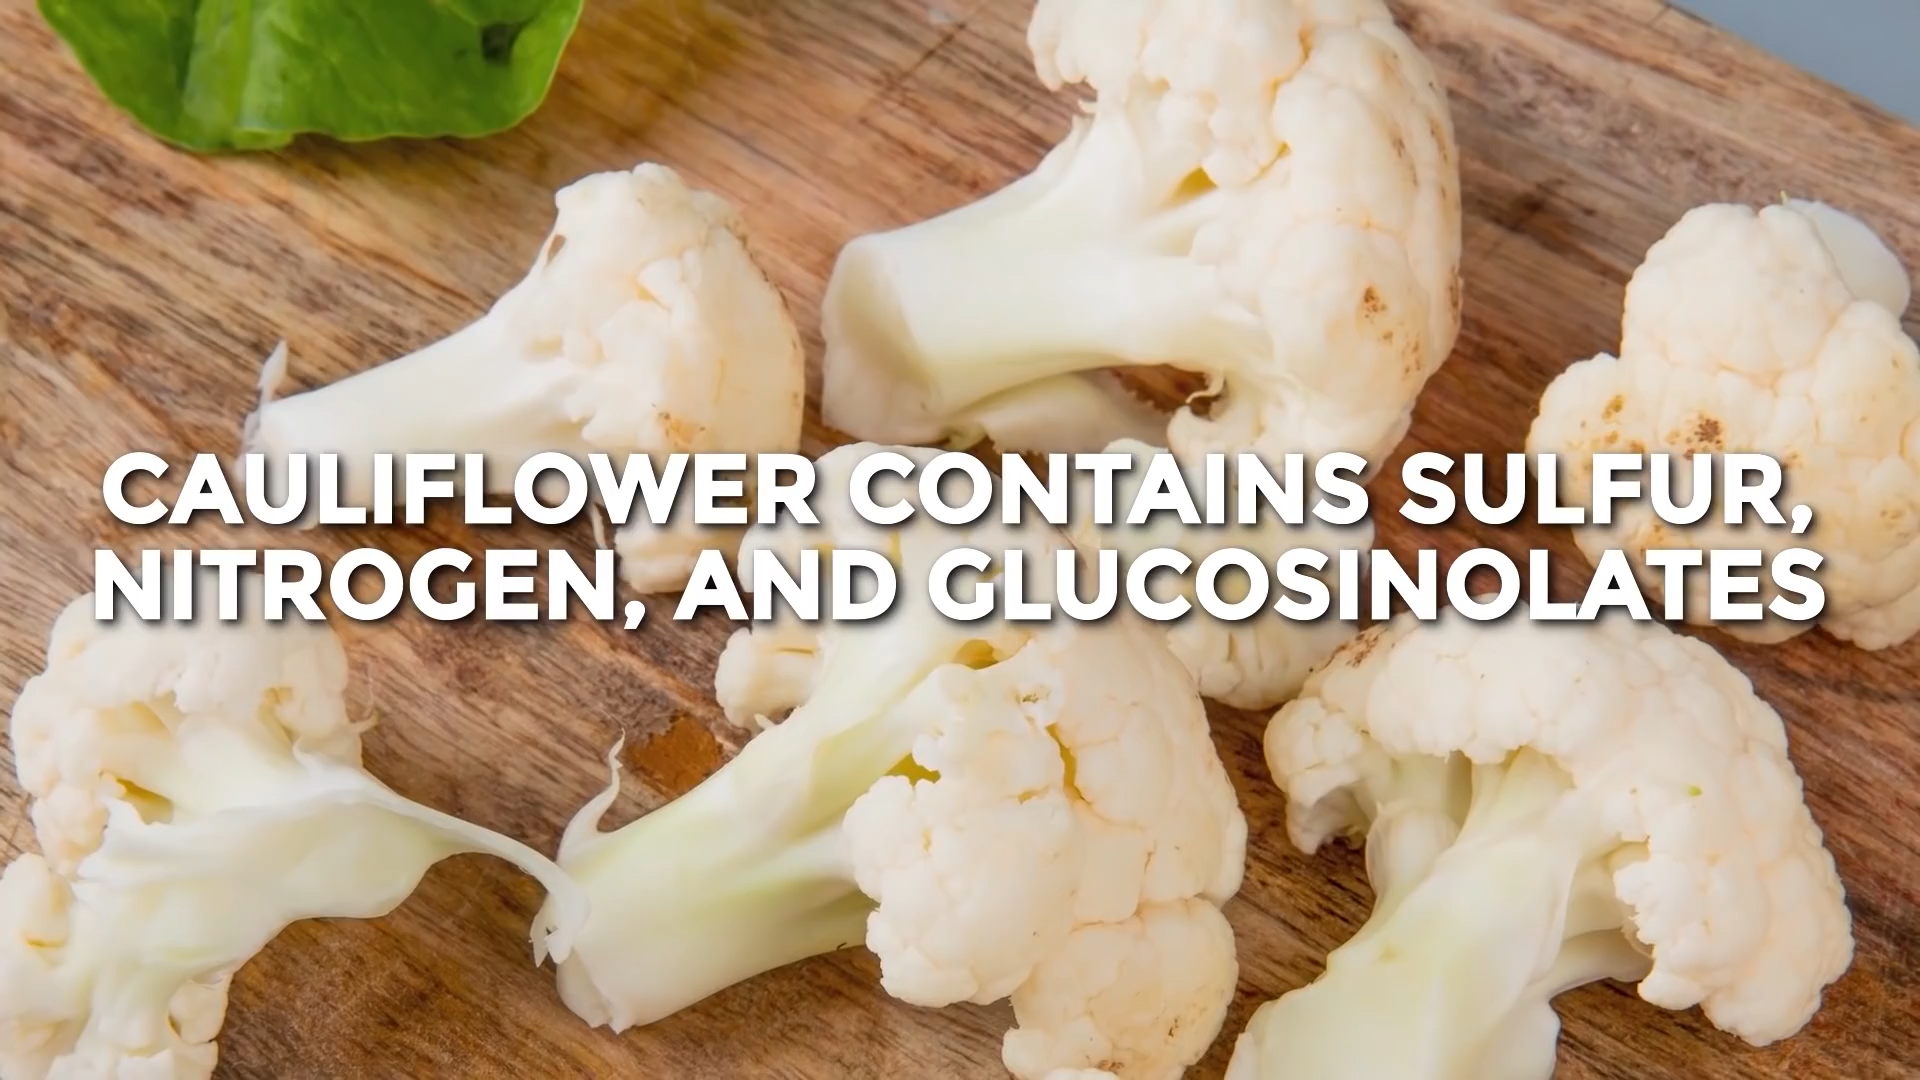 CAULIFLOWER CONTAINS SULFUR,
NITROGEN, AND GLUCOSINOLATES